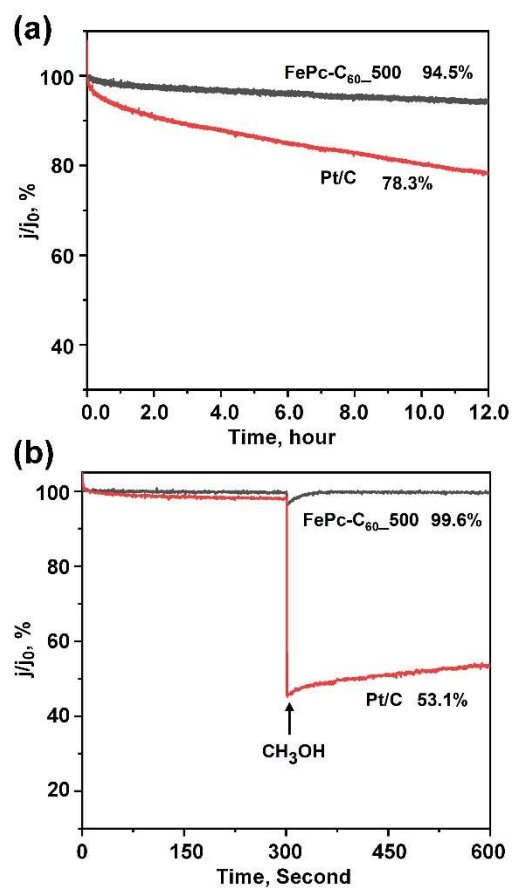 (a)
100
80
60
40
j/j₀, %
FePc-C₆₀_500 94.5%
Pt/C 78.3%
0.0 2.0 4.0 6.0 8.0 10.0 12.0
Time, hour
(b)
100
80
60
40
20
j/j₀, %
FePc-C₆₀_500 99.6%
Pt/C 53.1%
CH₃OH
0 150 300 450 600
Time, Second